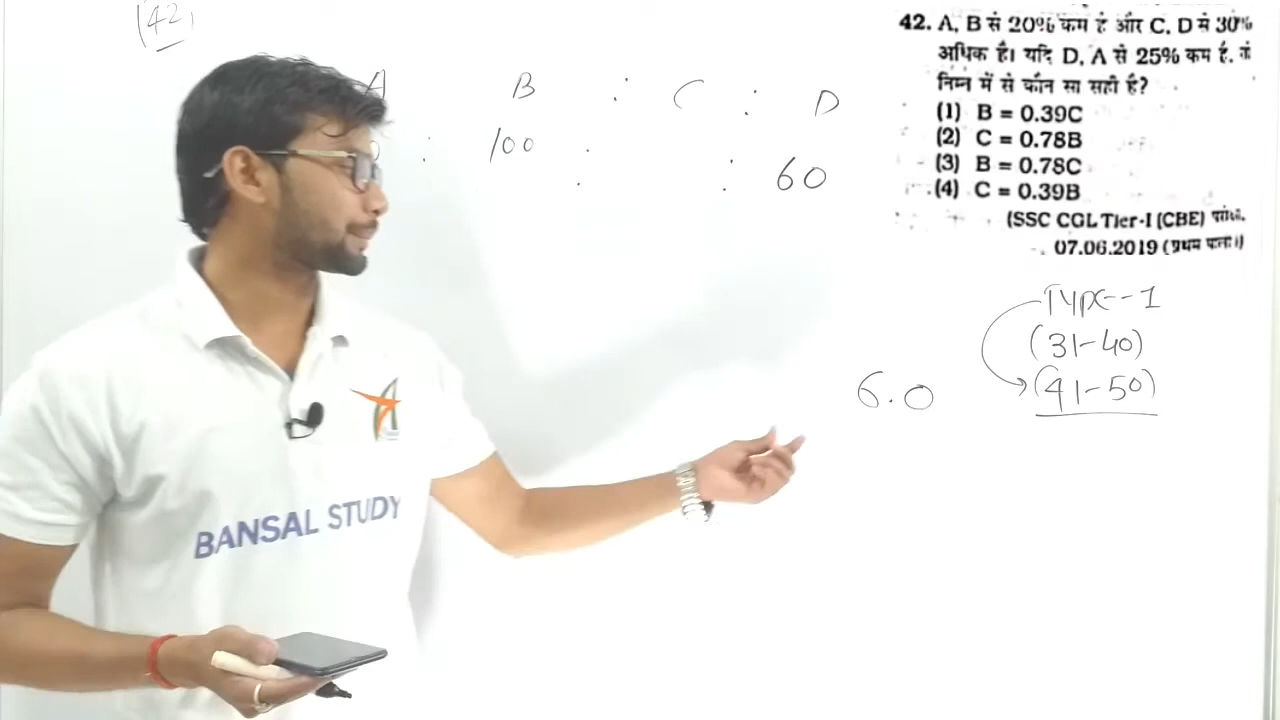 (42)
A B : C : D
: 100 :
: : 60
42. A, B से 20% कम है और C, D से 30%
अधिक है। यदि D, A से 25% कम है, तो
निम्न में से कौन सा सही है?
(1) B = 0.39C
(2) C = 0.78B
(3) B = 0.78C
(4) C = 0.39B
(SSC CGL Tier-I (CBE) परीक्षा,
07.06.2019 (प्रथम पाली)
Type-1
(31-40)
(41-50)
6.0
BANSAL STUDY